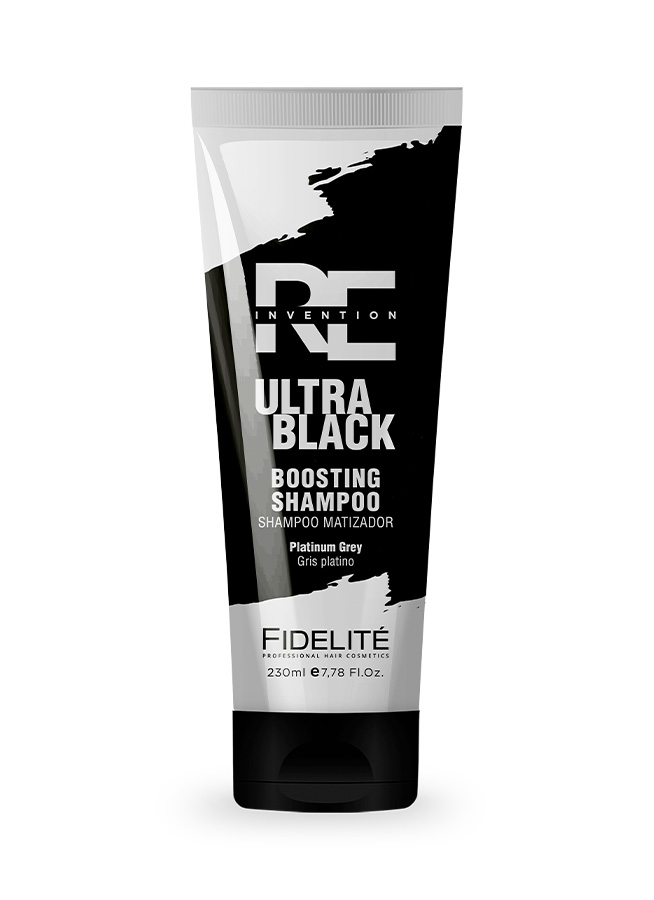 RE
INVENTION
ULTRA
BLACK
BOOSTING
SHAMPOO
SHAMPOO MATIZADOR
Platinum Grey
Gris platino
FIDELITÉ
PROFESSIONAL HAIR COSMETICS
230ml e7,78 Fl.Oz.